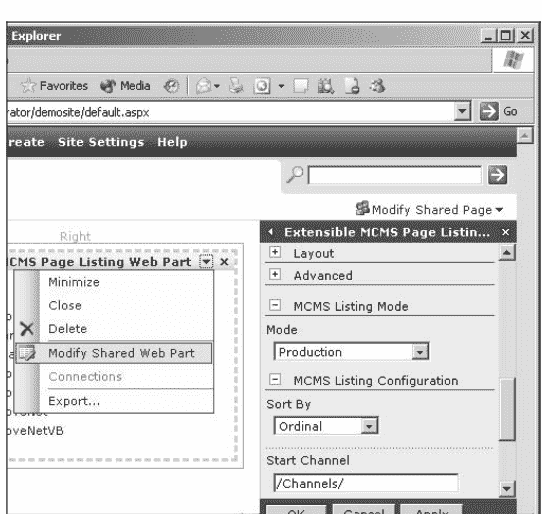 Explorer
Favorites Media
rator/demosite/default.aspx Go
reate Site Settings Help
Modify Shared Page
Right
Extensible MCMS Page Listin...
CMS Page Listing Web Part
Layout
Advanced
Minimize
Close
Delete
Modify Shared Web Part
Connections
Export...
oveNetVB
MCMS Listing Mode
Mode
Production
MCMS Listing Configuration
Sort By
Ordinal
Start Channel
/Channels/
OK Cancel Apply